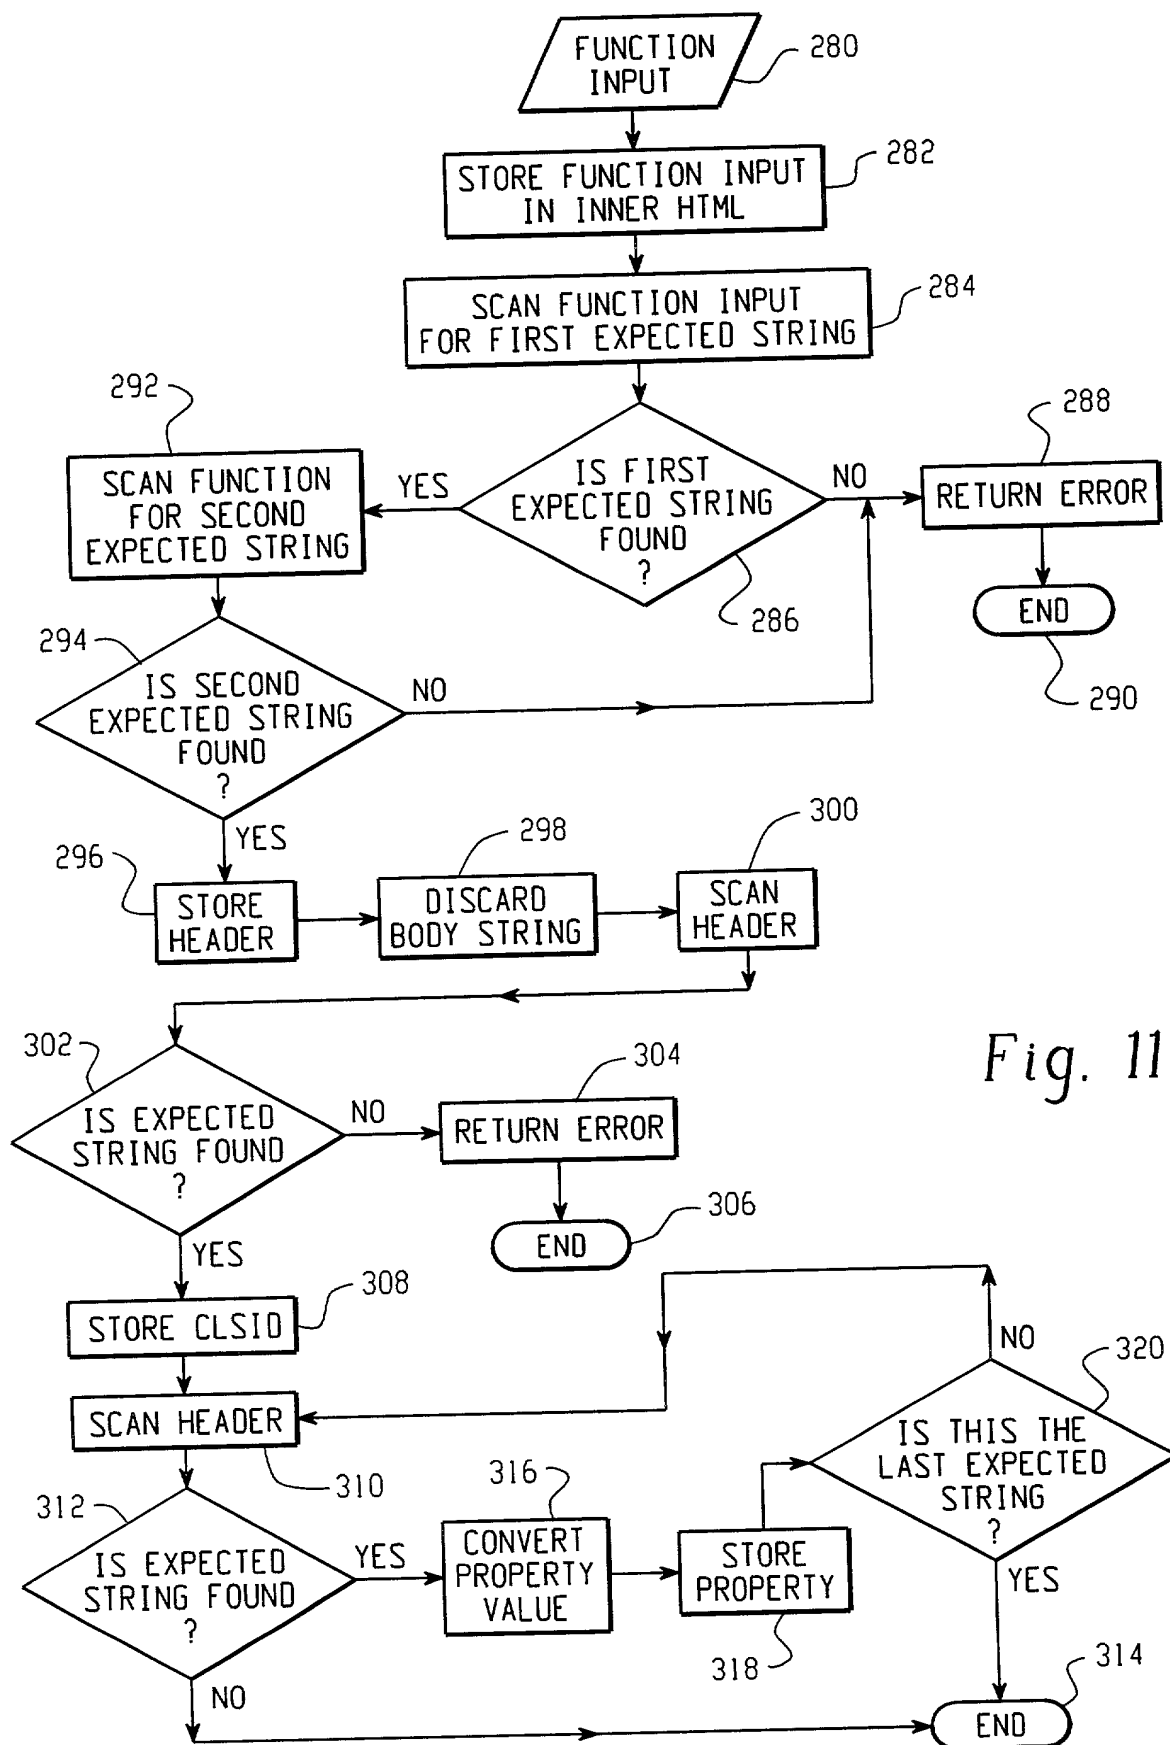 FUNCTION
INPUT
280
STORE FUNCTION INPUT
IN INNER HTML
282
SCAN FUNCTION INPUT
FOR FIRST EXPECTED STRING
284
IS FIRST
EXPECTED STRING
FOUND
?
286
YES
NO
RETURN ERROR
288
END
290
292
SCAN FUNCTION
FOR SECOND
EXPECTED STRING
294
IS SECOND
EXPECTED STRING
FOUND
?
NO
YES
296
STORE
HEADER
298
DISCARD
BODY STRING
300
SCAN
HEADER
302
IS EXPECTED
STRING FOUND
?
NO
304
RETURN ERROR
END
306
YES
STORE CLSID
308
SCAN HEADER
310
312
IS EXPECTED
STRING FOUND
?
YES
316
CONVERT
PROPERTY
VALUE
STORE
PROPERTY
318
IS THIS THE
LAST EXPECTED
STRING
?
320
NO
YES
NO
END
314
Fig. 11